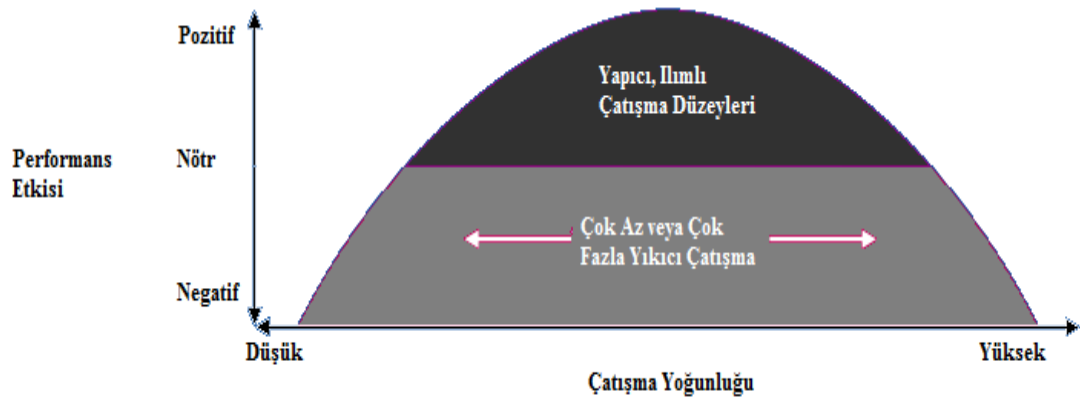 Pozitif
Yapıcı, Ilımlı
Çatışma Düzeyleri
Performans
Etkisi
Nötr
Çok Az veya Çok
Fazla Yıkıcı Çatışma
Negatif
Düşük
Yüksek
Çatışma Yoğunluğu